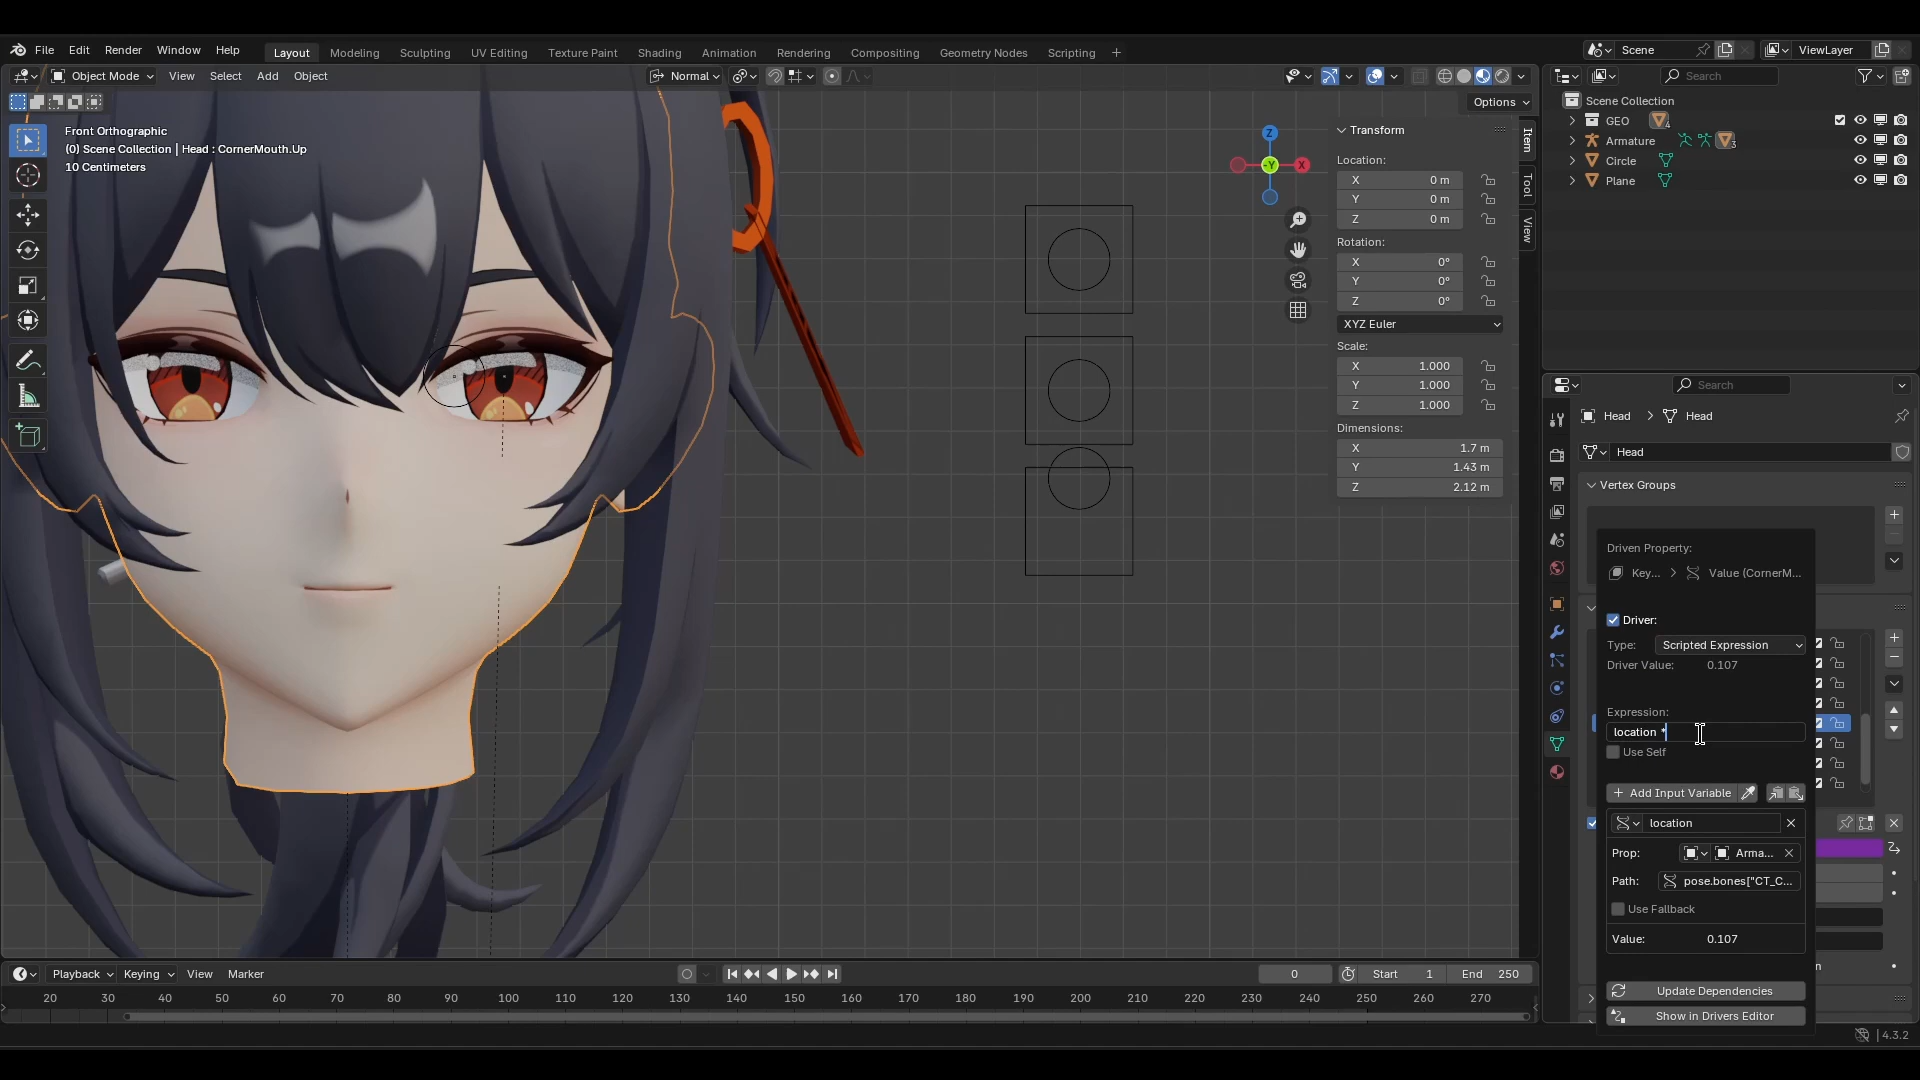 File Edit Render Window Help
Layout Modeling Sculpting UV Editing Texture Paint Shading Animation Rendering Compositing Geometry Nodes Scripting +
Scene
ViewLayer
Object Mode View Select Add Object
Normal
Options
Front Orthographic
(0) Scene Collection | Head : CornerMouth.Up
10 Centimeters
Z
-Y
X
Transform
Location:
X 0 m
Y 0 m
Z 0 m
Rotation:
X 0°
Y 0°
Z 0°
XYZ Euler
Scale:
X 1.000
Y 1.000
Z 1.000
Dimensions:
X 1.7 m
Y 1.43 m
Z 2.12 m
Item
Tool
View
Search
Scene Collection
GEO 4
Armature 3
Circle
Plane
Search
Head > Head
Head
Vertex Groups
Driven Property:
Key... > Value (CornerM...
Driver:
Type: Scripted Expression
Driver Value: 0.107
Expression:
location *
Use Self
+ Add Input Variable
location
Prop: Arma...
Path: pose.bones["CT_C...
Use Fallback
Value: 0.107
Update Dependencies
Show in Drivers Editor
Playback Keying View Marker
0
Start 1
End 250
20 30 40 50 60 70 80 90 100 110 120 130 140 150 160 170 180 190 200 210 220 230 240 250 260 270
4.3.2